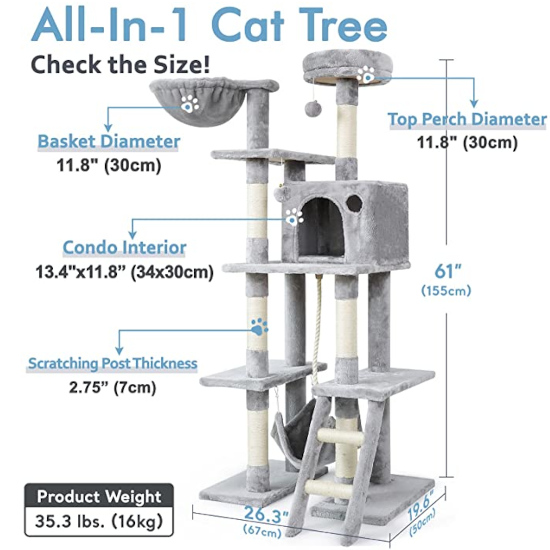 All-In-1 Cat Tree
Check the Size!
Basket Diameter
11.8" (30cm)
Top Perch Diameter
11.8" (30cm)
Condo Interior
13.4"x11.8” (34x30cm)
61”
(155cm)
Scratching Post Thickness
2.75” (7cm)
Product Weight
35.3 lbs. (16kg)
26.3”
(67cm)
19.6”
(50cm)